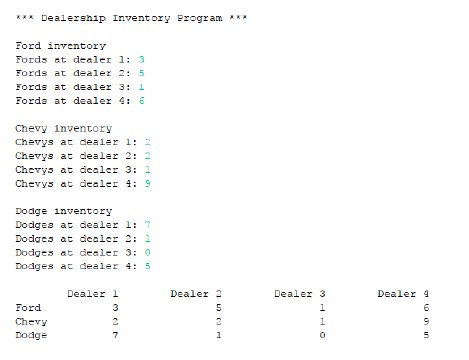 *** Dealership Inventory Program ***
Ford inventory
Fords at dealer 1: 3
Fords at dealer 2: 5
Fords at dealer 3: 1
Fords at dealer 4: 6
Chevy inventory
Chevys at dealer 1: 2
Chevys at dealer 2: 2
Chevys at dealer 3: 1
Chevys at dealer 4: 9
Dodge inventory
Dodges at dealer 1: 7
Dodges at dealer 2: 1
Dodges at dealer 3: 0
Dodges at dealer 4: 5
Dealer 1 Dealer 2 Dealer 3 Dealer 4
Ford 3 5 1 6
Chevy 2 2 1 9
Dodge 7 1 0 5